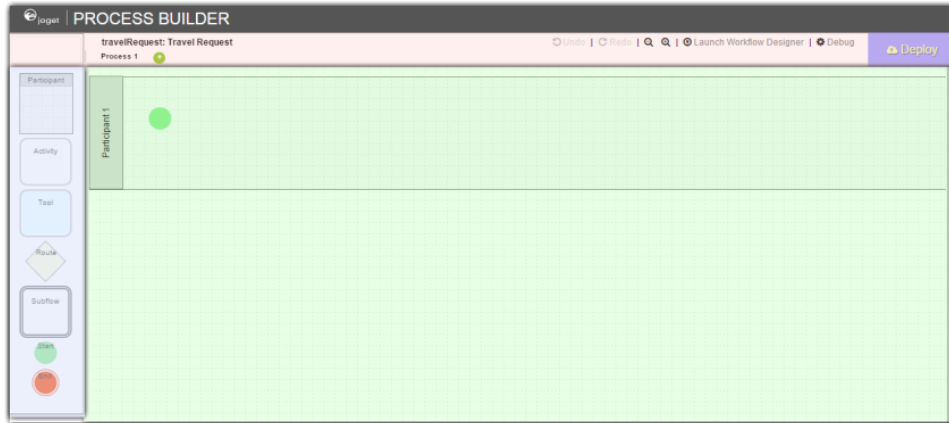 joget | PROCESS BUILDER
travelRequest: Travel Request
Undo | Redo | | Launch Workflow Designer | Debug
Deploy
Process 1
Participant
Participant 1
Activity
Tool
Route
Subflow
Start
End